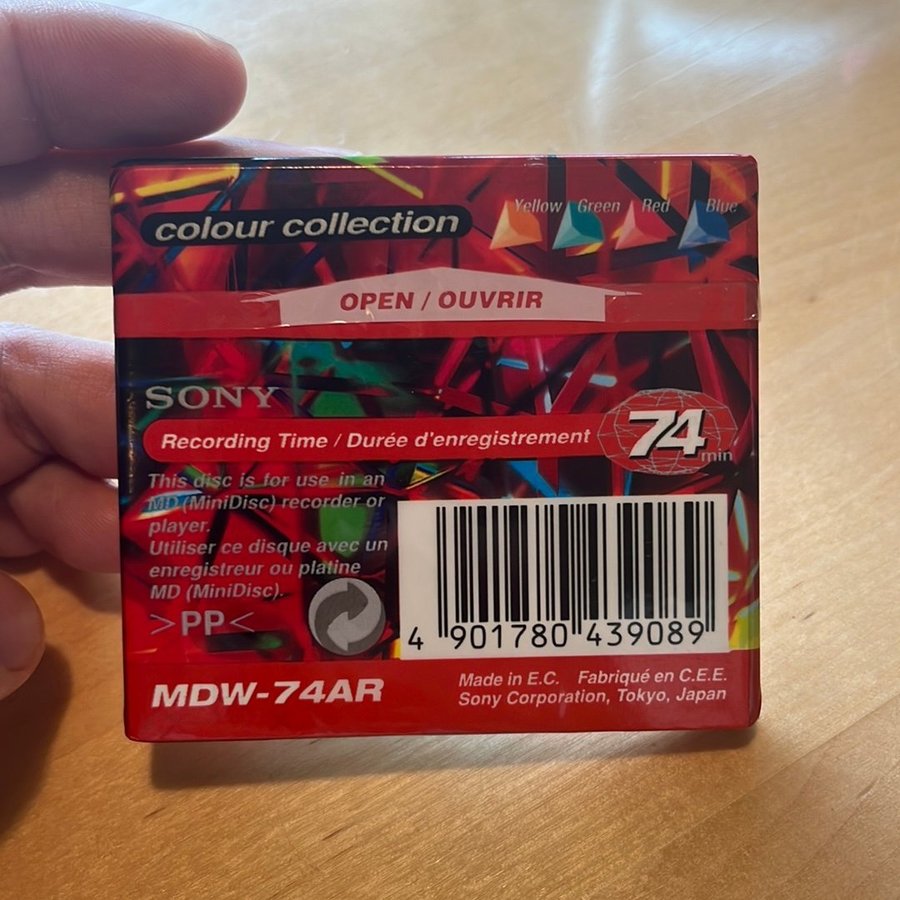 colour collection
Yellow Green Red Blue
OPEN / OUVRIR
SONY
Recording Time / Durée d'enregistrement
74 min
This disc is for use in an
MD (MiniDisc) recorder or
player.
Utiliser ce disque avec un
enregistreur ou platine
MD (MiniDisc).
>PP<
4 901780 439089
MDW-74AR
Made in E.C. Fabriqué en C.E.E.
Sony Corporation, Tokyo, Japan